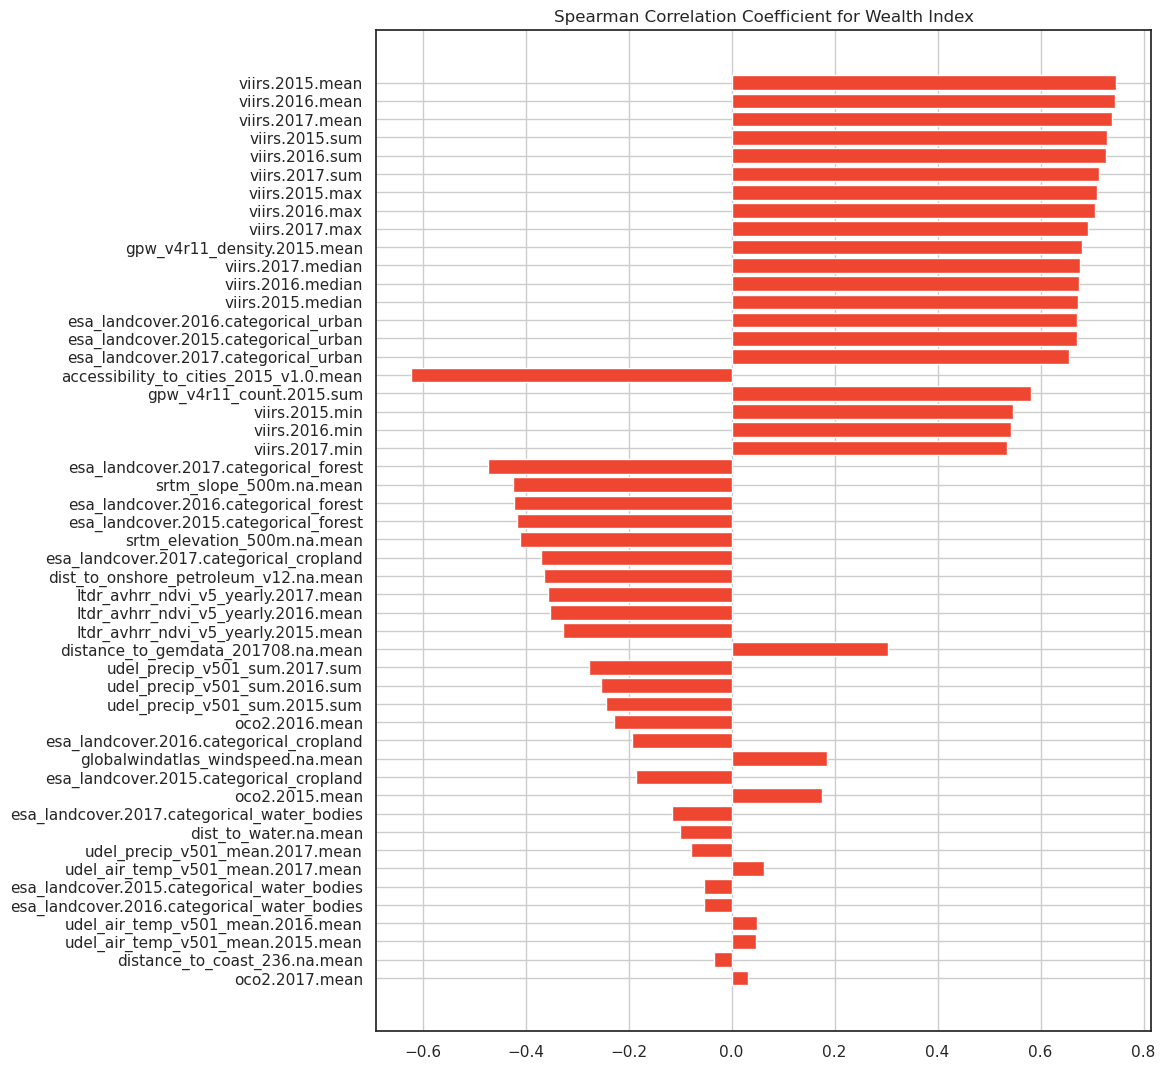 Spearman Correlation Coefficient for Wealth Index
viirs.2015.mean
viirs.2016.mean
viirs.2017.mean
viirs.2015.sum
viirs.2016.sum
viirs.2017.sum
viirs.2015.max
viirs.2016.max
viirs.2017.max
gpw_v4r11_density.2015.mean
viirs.2017.median
viirs.2016.median
viirs.2015.median
esa_landcover.2016.categorical_urban
esa_landcover.2015.categorical_urban
esa_landcover.2017.categorical_urban
accessibility_to_cities_2015_v1.0.mean
gpw_v4r11_count.2015.sum
viirs.2015.min
viirs.2016.min
viirs.2017.min
esa_landcover.2017.categorical_forest
srtm_slope_500m.na.mean
esa_landcover.2016.categorical_forest
esa_landcover.2015.categorical_forest
srtm_elevation_500m.na.mean
esa_landcover.2017.categorical_cropland
dist_to_onshore_petroleum_v12.na.mean
ltdr_avhrr_ndvi_v5_yearly.2017.mean
ltdr_avhrr_ndvi_v5_yearly.2016.mean
ltdr_avhrr_ndvi_v5_yearly.2015.mean
distance_to_gemdata_201708.na.mean
udel_precip_v501_sum.2017.sum
udel_precip_v501_sum.2016.sum
udel_precip_v501_sum.2015.sum
oco2.2016.mean
esa_landcover.2016.categorical_cropland
globalwindatlas_windspeed.na.mean
esa_landcover.2015.categorical_cropland
oco2.2015.mean
esa_landcover.2017.categorical_water_bodies
dist_to_water.na.mean
udel_precip_v501_mean.2017.mean
udel_air_temp_v501_mean.2017.mean
esa_landcover.2015.categorical_water_bodies
esa_landcover.2016.categorical_water_bodies
udel_air_temp_v501_mean.2016.mean
udel_air_temp_v501_mean.2015.mean
distance_to_coast_236.na.mean
oco2.2017.mean
−0.6 −0.4 −0.2 0.0 0.2 0.4 0.6 0.8